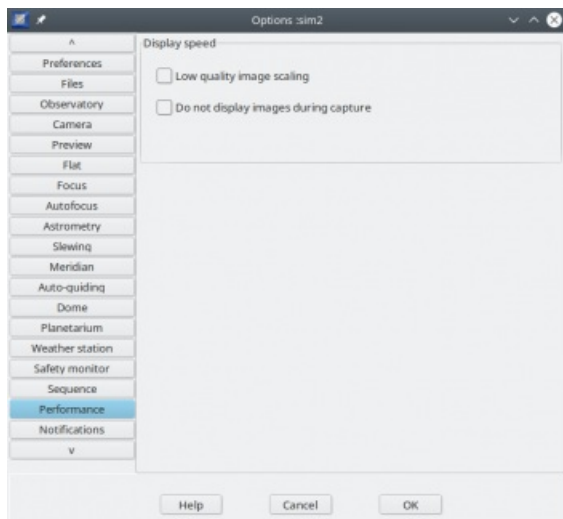 Options :sim2
^
Preferences
Files
Observatory
Camera
Preview
Flat
Focus
Autofocus
Astrometry
Slewing
Meridian
Auto-guiding
Dome
Planetarium
Weather station
Safety monitor
Sequence
Performance
Notifications
v
Display speed
Low quality image scaling
Do not display images during capture
Help
Cancel
OK